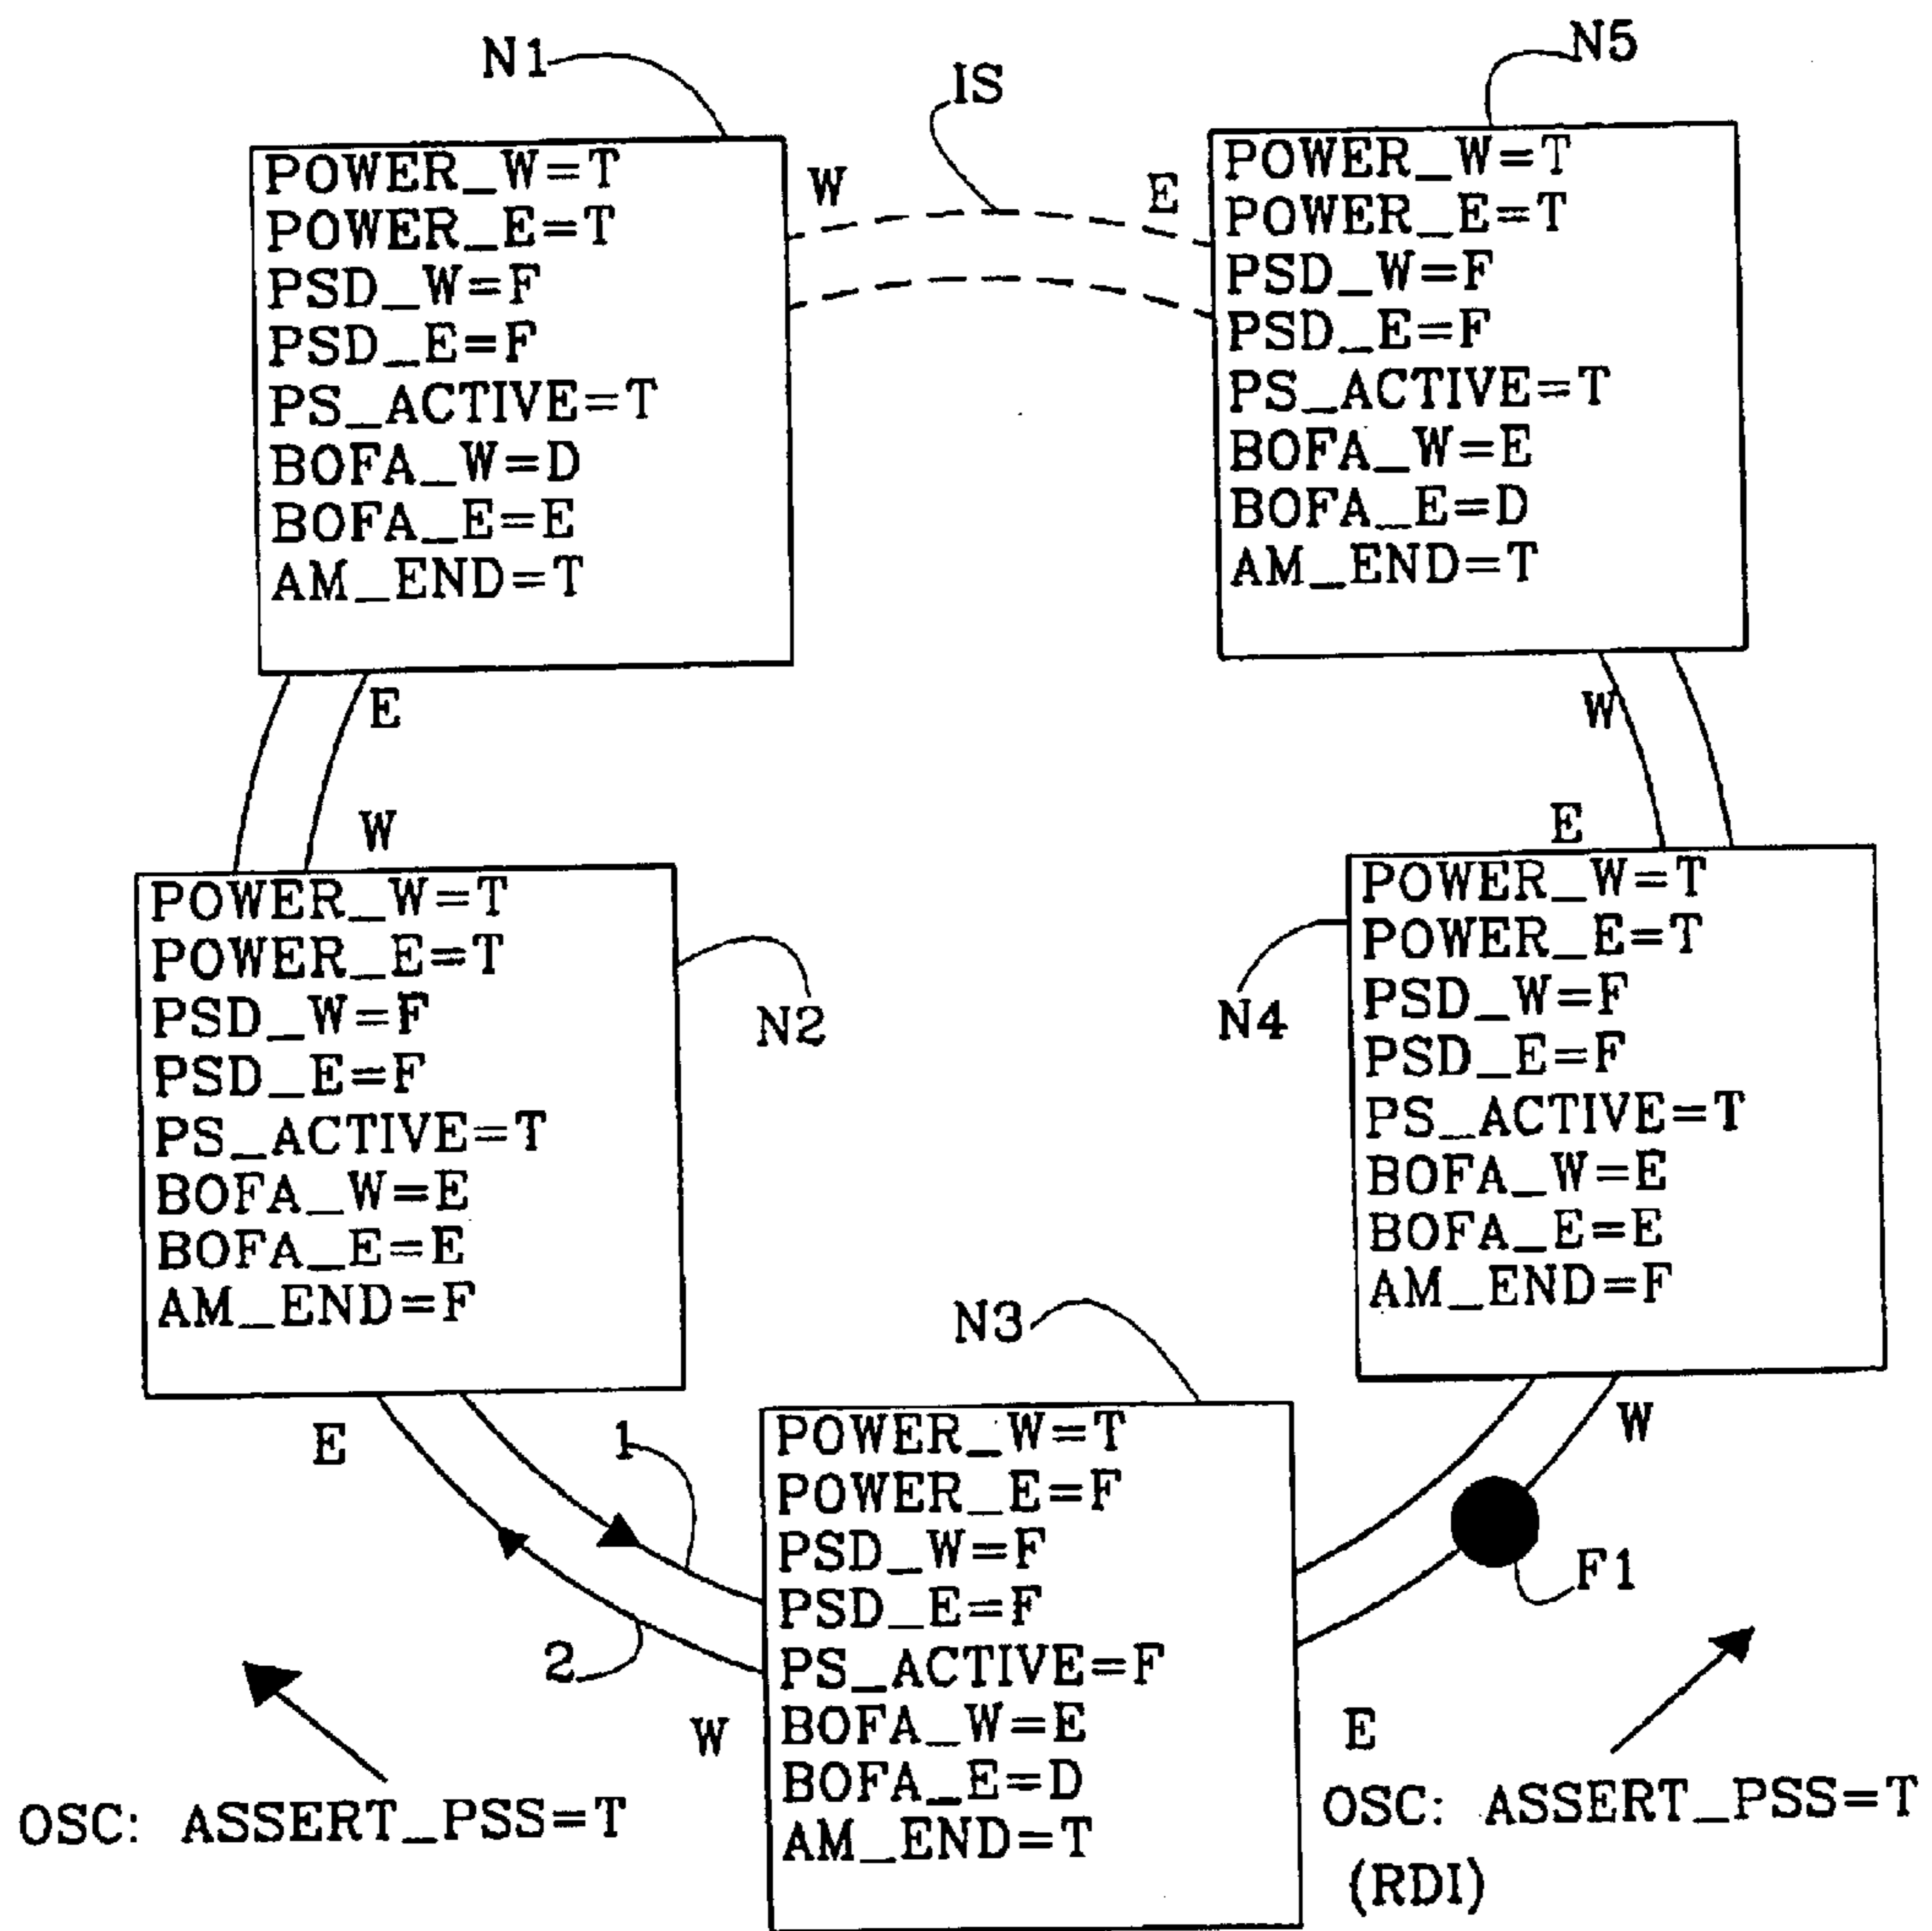 N1
IS
N5
POWER_W=T
POWER_E=T
PSD_W=F
PSD_E=F
PS_ACTIVE=T
BOFA_W=D
BOFA_E=E
AM_END=T
W
E
POWER_W=T
POWER_E=T
PSD_W=F
PSD_E=F
PS_ACTIVE=T
BOFA_W=E
BOFA_E=D
AM_END=T
E
W
W
E
POWER_W=T
POWER_E=T
PSD_W=F
PSD_E=F
PS_ACTIVE=T
BOFA_W=E
BOFA_E=E
AM_END=F
N2
N4
POWER_W=T
POWER_E=T
PSD_W=F
PSD_E=F
PS_ACTIVE=T
BOFA_W=E
BOFA_E=E
AM_END=F
N3
E
1
2
W
POWER_W=T
POWER_E=F
PSD_W=F
PSD_E=F
PS_ACTIVE=F
BOFA_W=E
BOFA_E=D
AM_END=T
W
F1
E
OSC: ASSERT_PSS=T
OSC: ASSERT_PSS=T
(RDI)